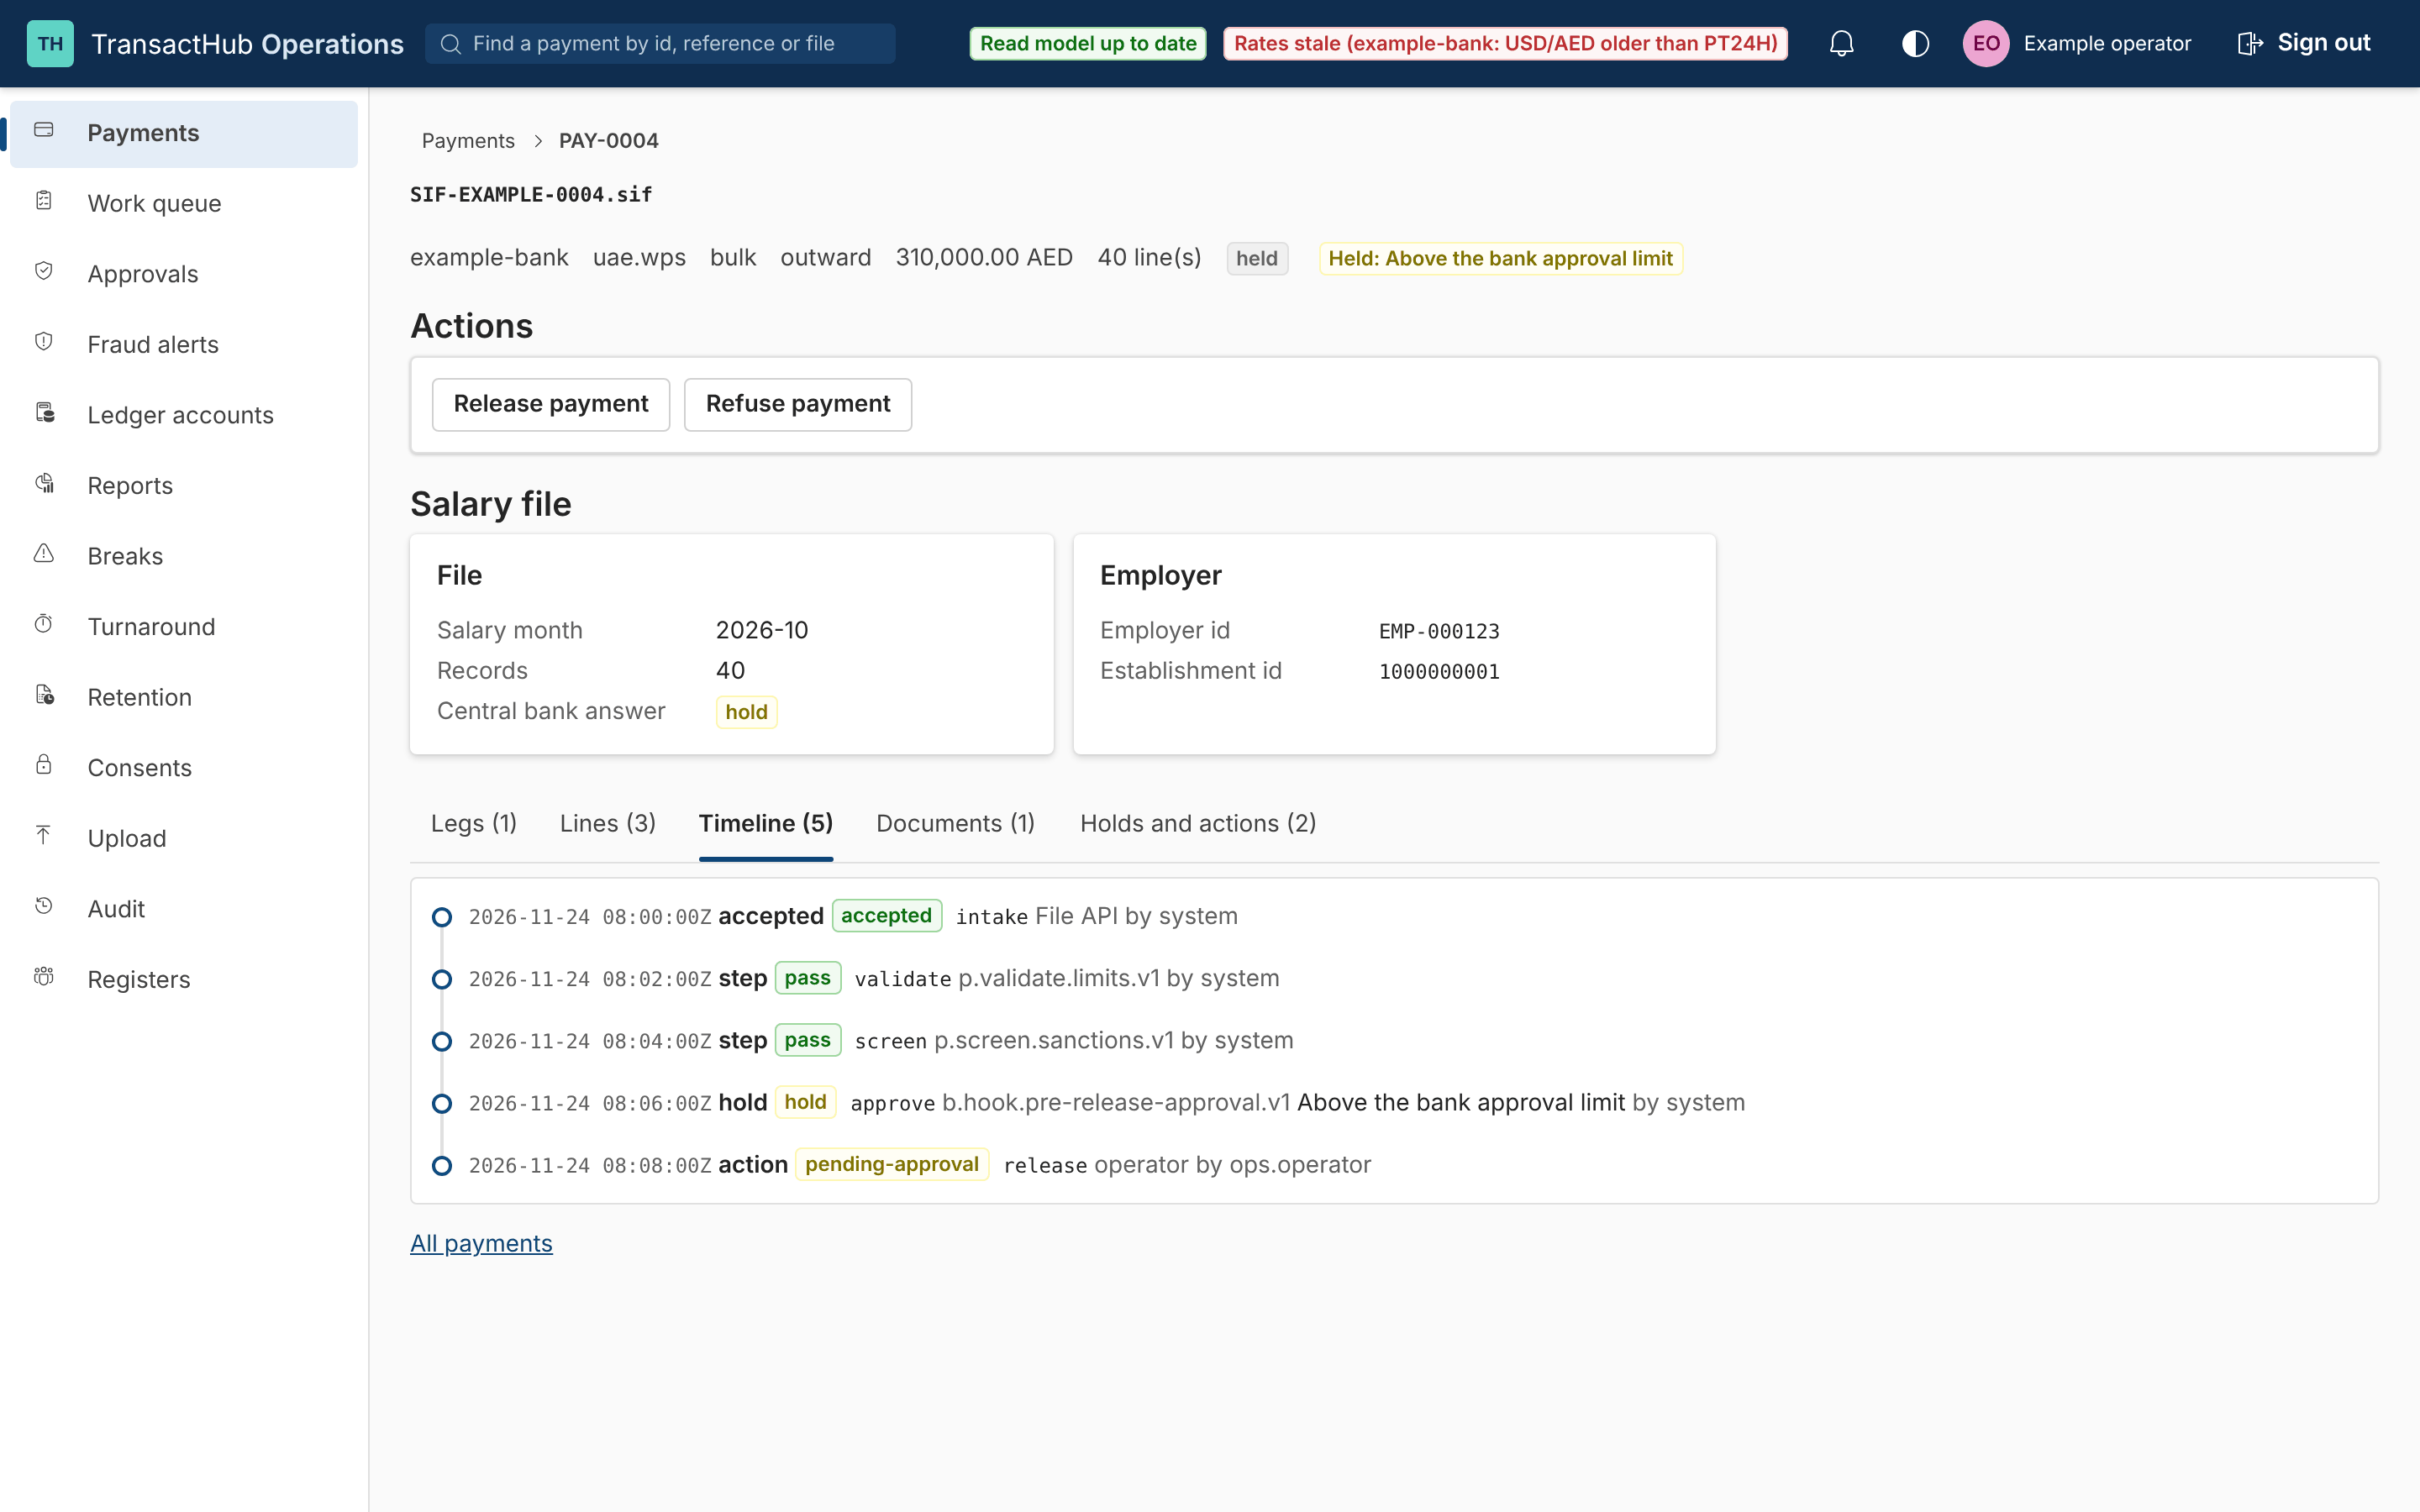 TH TransactHub Operations
Find a payment by id, reference or file
Read model up to date
Rates stale (example-bank: USD/AED older than PT24H)
EO Example operator
Sign out
Payments
Work queue
Approvals
Fraud alerts
Ledger accounts
Reports
Breaks
Turnaround
Retention
Consents
Upload
Audit
Registers
Payments > PAY-0004
SIF-EXAMPLE-0004.sif
example-bank uae.wps bulk outward 310,000.00 AED 40 line(s) held Held: Above the bank approval limit
Actions
Release payment Refuse payment
Salary file
File
Salary month 2026-10
Records 40
Central bank answer hold
Employer
Employer id EMP-000123
Establishment id 1000000001
Legs (1) Lines (3) Timeline (5) Documents (1) Holds and actions (2)
2026-11-24 08:00:00Z accepted accepted intake File API by system
2026-11-24 08:02:00Z step pass validate p.validate.limits.v1 by system
2026-11-24 08:04:00Z step pass screen p.screen.sanctions.v1 by system
2026-11-24 08:06:00Z hold hold approve b.hook.pre-release-approval.v1 Above the bank approval limit by system
2026-11-24 08:08:00Z action pending-approval release operator by ops.operator
All payments